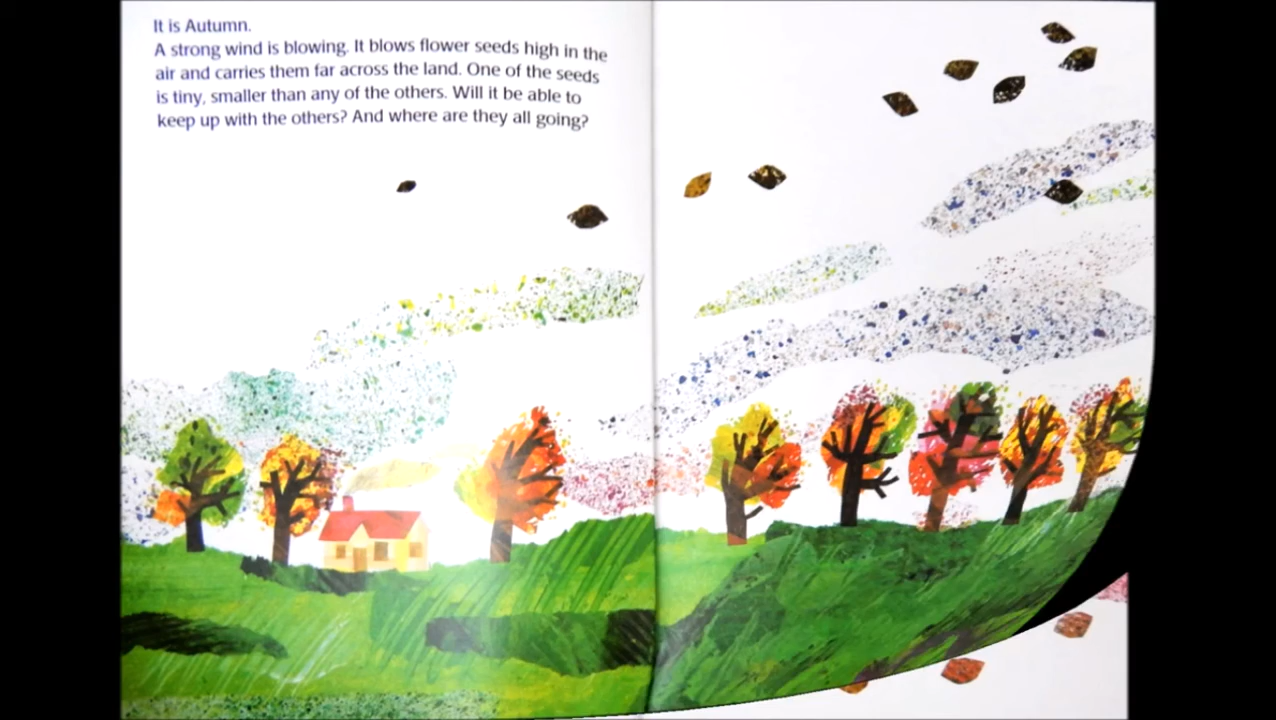 It is Autumn.
A strong wind is blowing. It blows flower seeds high in the
air and carries them far across the land. One of the seeds
is tiny, smaller than any of the others. Will it be able to
keep up with the others? And where are they all going?